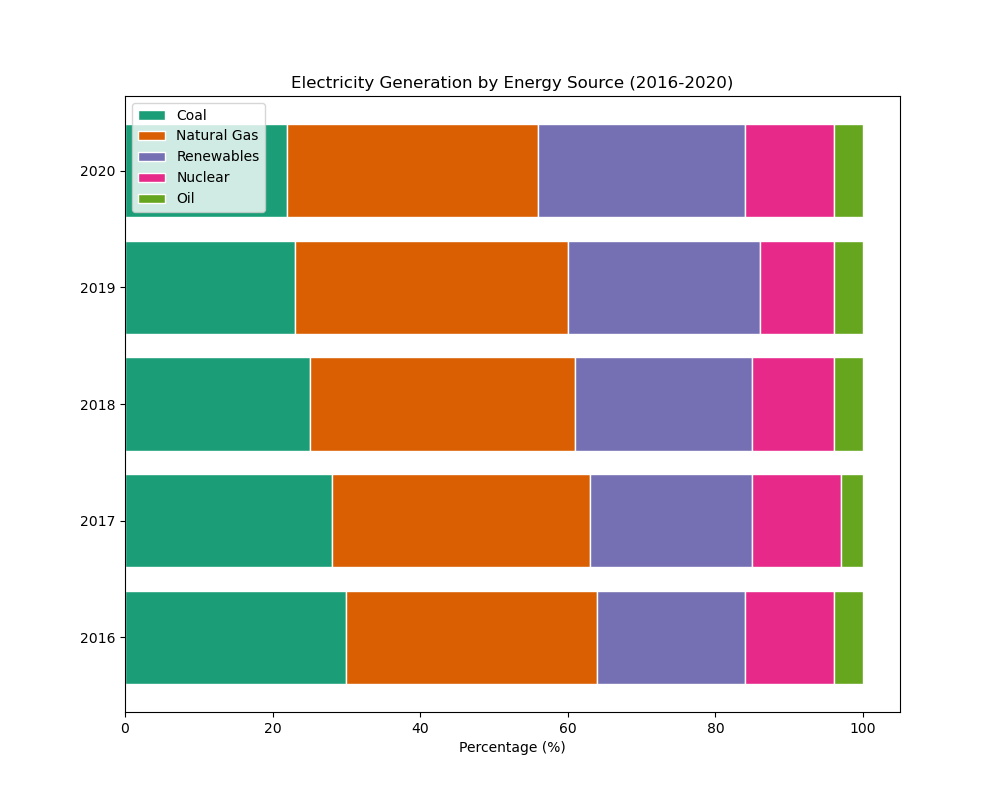 Electricity Generation by Energy Source (2016-2020)
Coal
Natural Gas
Renewables
Nuclear
Oil
2020
2019
2018
2017
2016
0 20 40 60 80 100
Percentage (%)